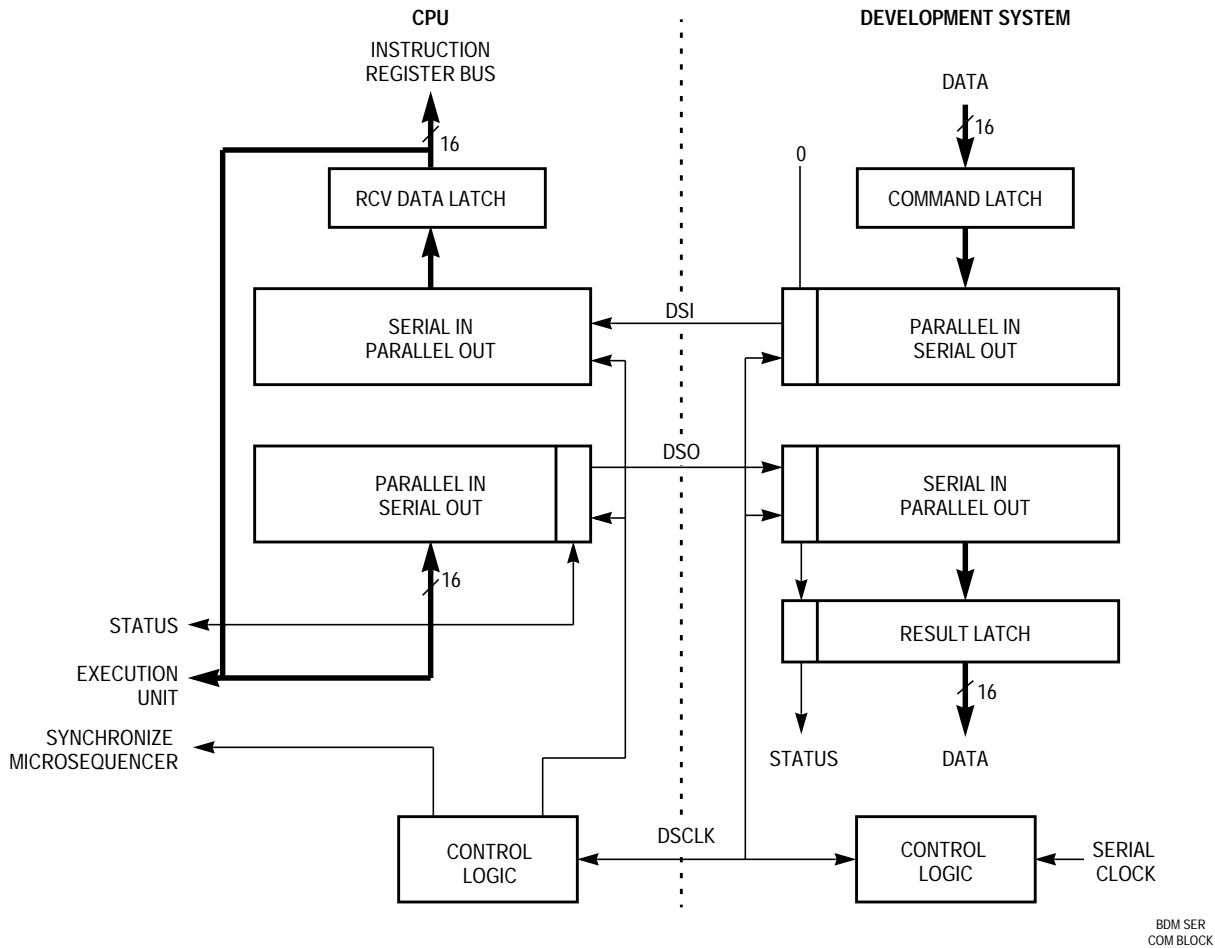 CPU
DEVELOPMENT SYSTEM
INSTRUCTION
REGISTER BUS
DATA
16
16
0
RCV DATA LATCH
COMMAND LATCH
DSI
SERIAL IN
PARALLEL OUT
PARALLEL IN
SERIAL OUT
DSO
PARALLEL IN
SERIAL OUT
SERIAL IN
PARALLEL OUT
16
STATUS
RESULT LATCH
EXECUTION
UNIT
16
SYNCHRONIZE
MICROSEQUENCER
STATUS
DATA
DSCLK
CONTROL
LOGIC
CONTROL
LOGIC
SERIAL
CLOCK
BDM SER
COM BLOCK